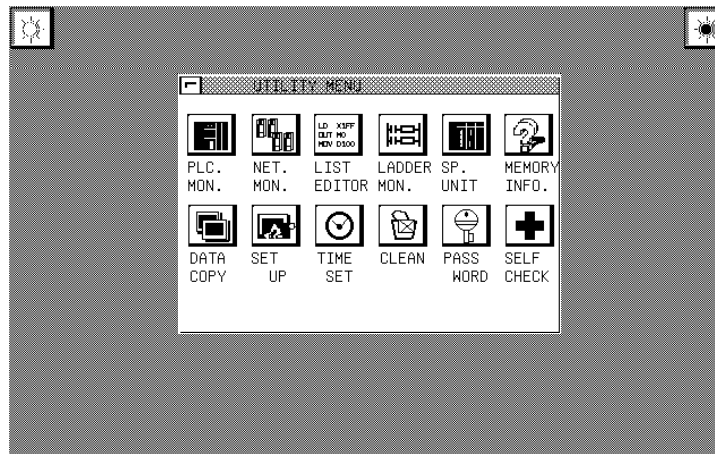 UTILITY MENU
LD X1FF
OUT M0
MOV D100
PLC. NET. LIST LADDER SP. MEMORY
MON. MON. EDITOR MON. UNIT INFO.
DATA SET TIME CLEAN PASS SELF
COPY UP SET WORD CHECK